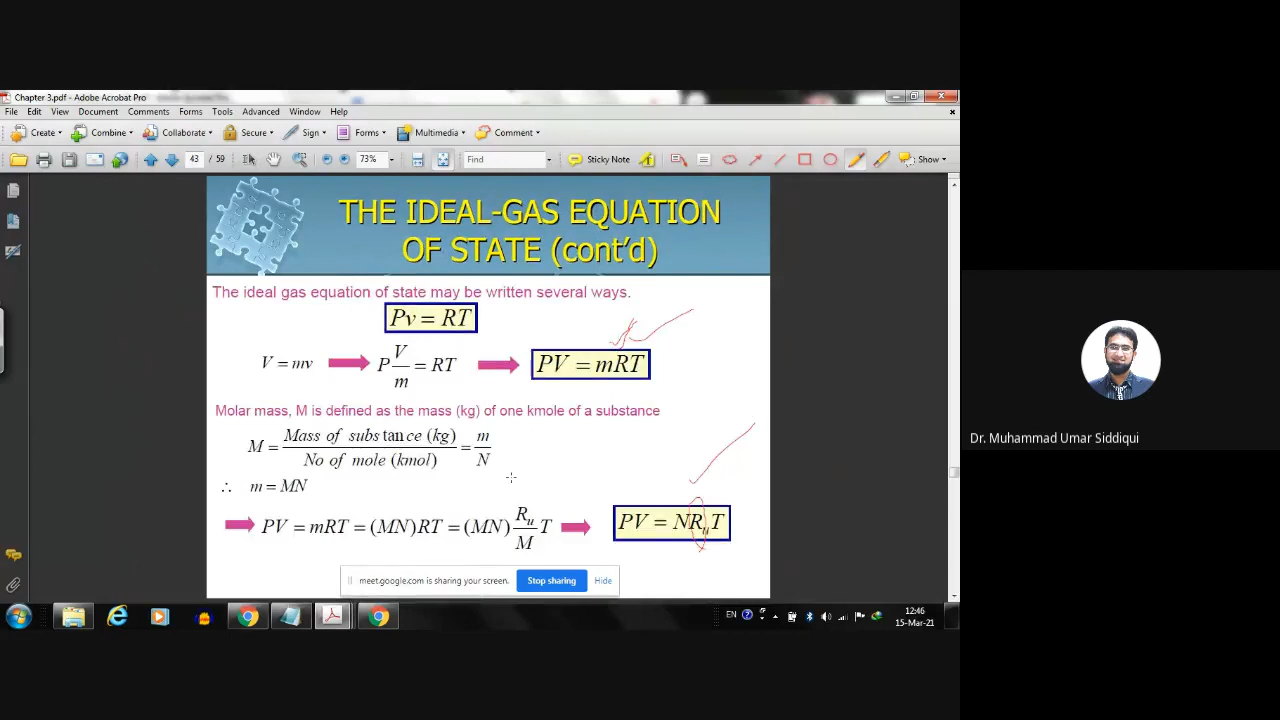 Chapter 3.pdf - Adobe Acrobat Pro
File Edit View Document Comments Forms Tools Advanced Window Help
Create Combine Collaborate Secure Sign Forms Multimedia Comment
43 / 59 73% Find Sticky Note Show
THE IDEAL-GAS EQUATION
OF STATE (cont'd)
The ideal gas equation of state may be written several ways.
Pv = RT
V = mv P V/m = RT PV = mRT
Molar mass, M is defined as the mass (kg) of one kmole of a substance
M = Mass of subs tan ce (kg) / No of mole (kmol) = m / N
∴ m = MN
PV = mRT = (MN)RT = (MN) R_u/M T PV = NR_uT
meet.google.com is sharing your screen. Stop sharing Hide
EN 12:46
15-Mar-21
Dr. Muhammad Umar Siddiqui